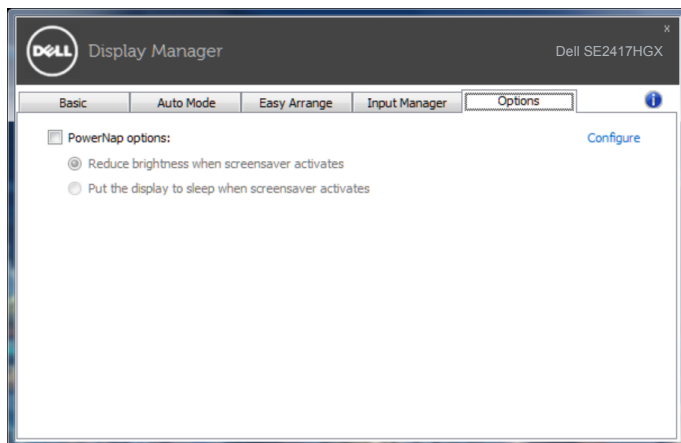 x
DELL Display Manager Dell SE2417HGX
Basic Auto Mode Easy Arrange Input Manager Options i
PowerNap options: Configure
Reduce brightness when screensaver activates
Put the display to sleep when screensaver activates